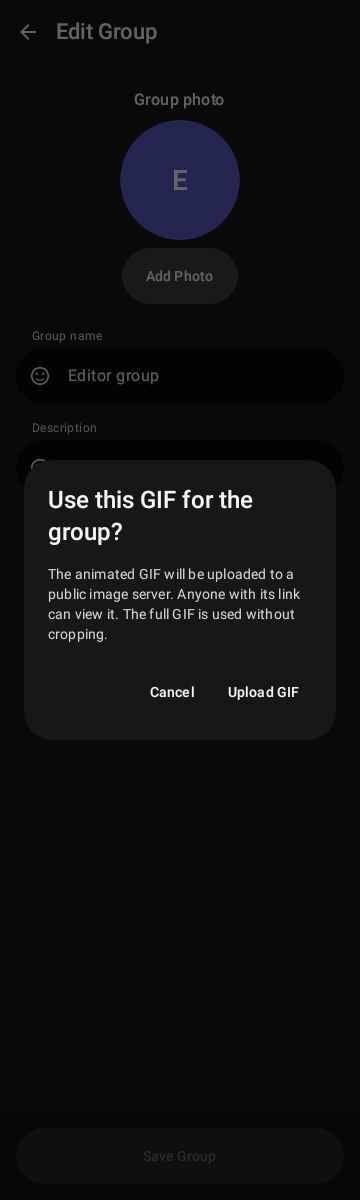 Edit Group
Group photo
E
Add Photo
Group name
Editor group
Description
Use this GIF for the
group?
The animated GIF will be uploaded to a
public image server. Anyone with its link
can view it. The full GIF is used without
cropping.
Cancel
Upload GIF
Save Group